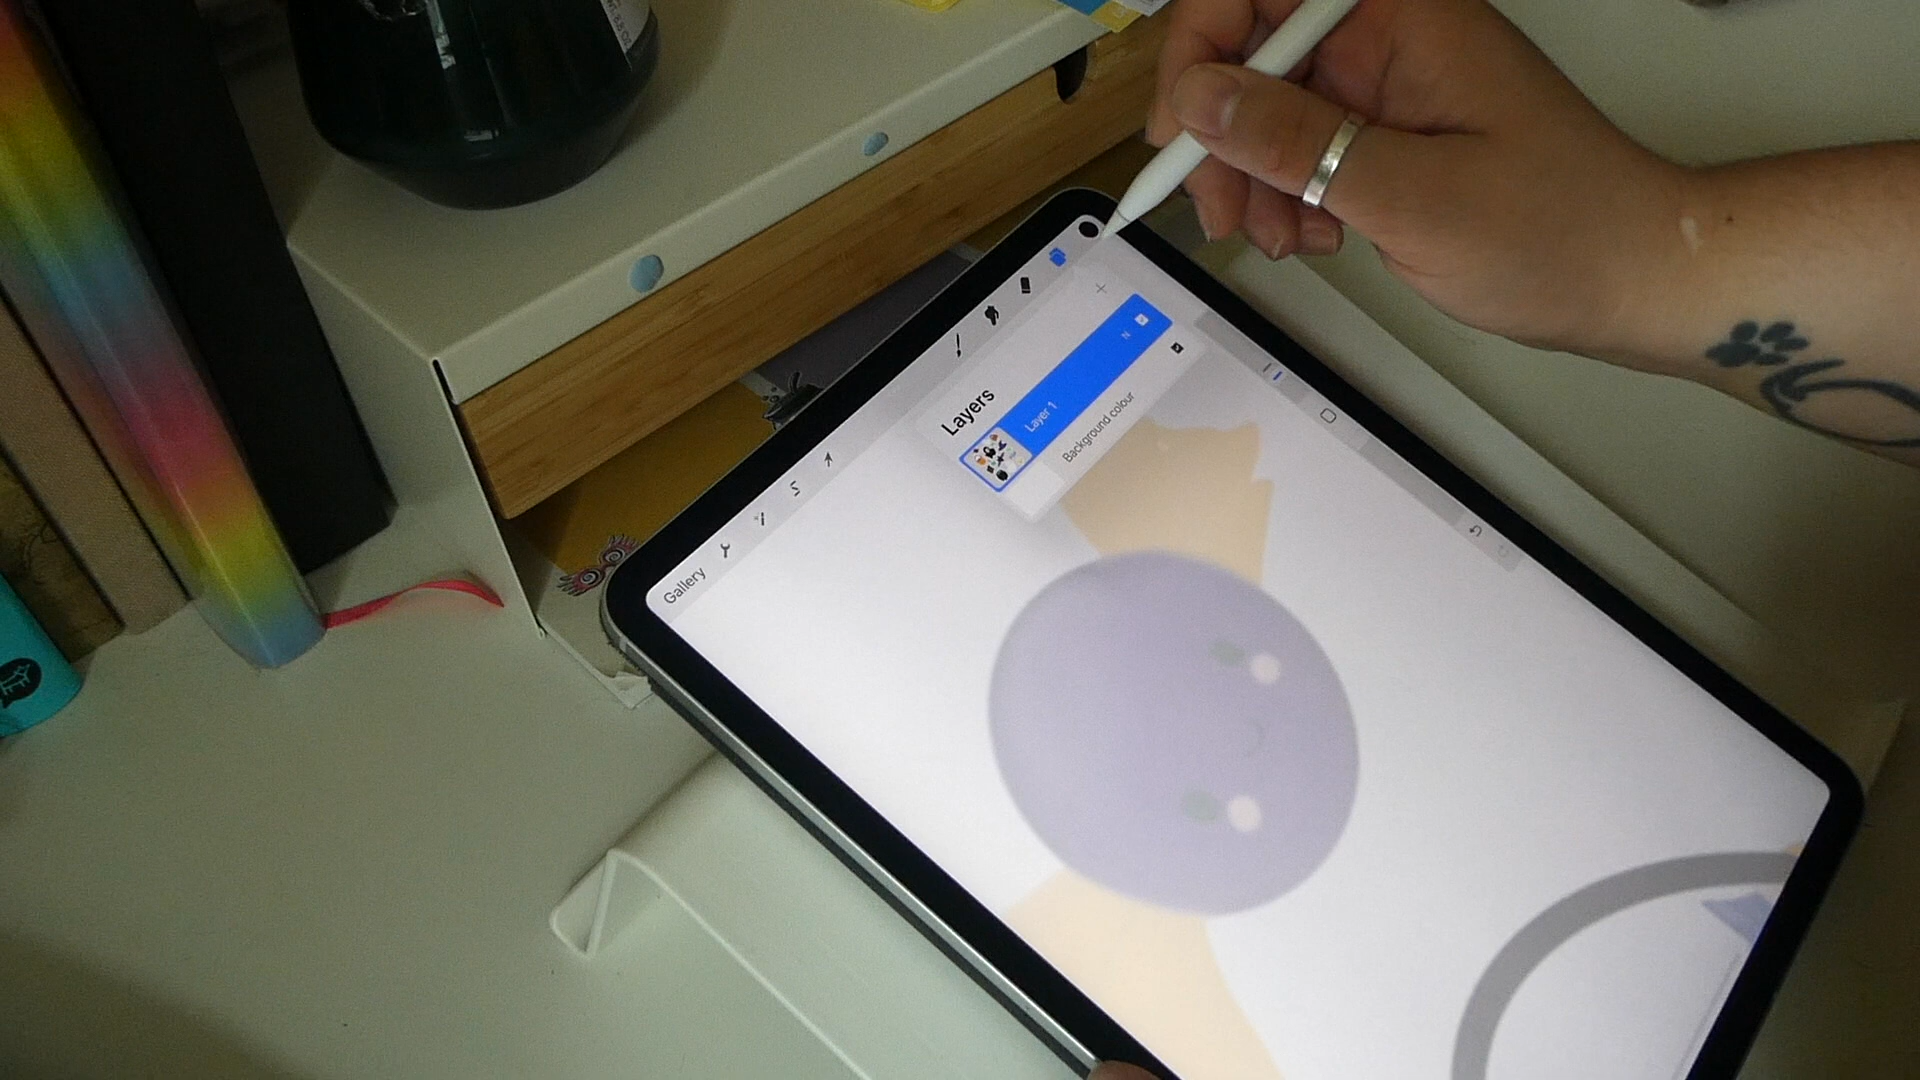 Gallery
Layers
Layer 1
N
Background colour